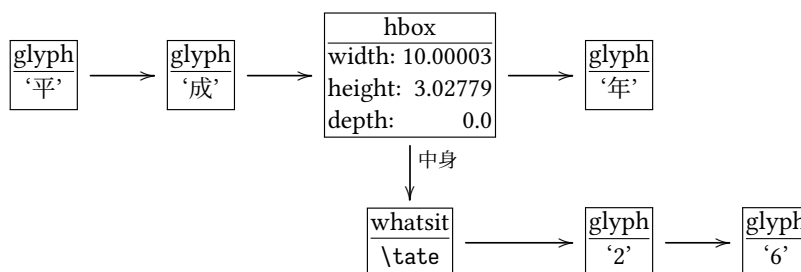 glyph
‘平’
glyph
‘成’
hbox
width: 10.00003
height: 3.02779
depth: 0.0
glyph
‘年’
中身
whatsit
\tate
glyph
‘2’
glyph
‘6’